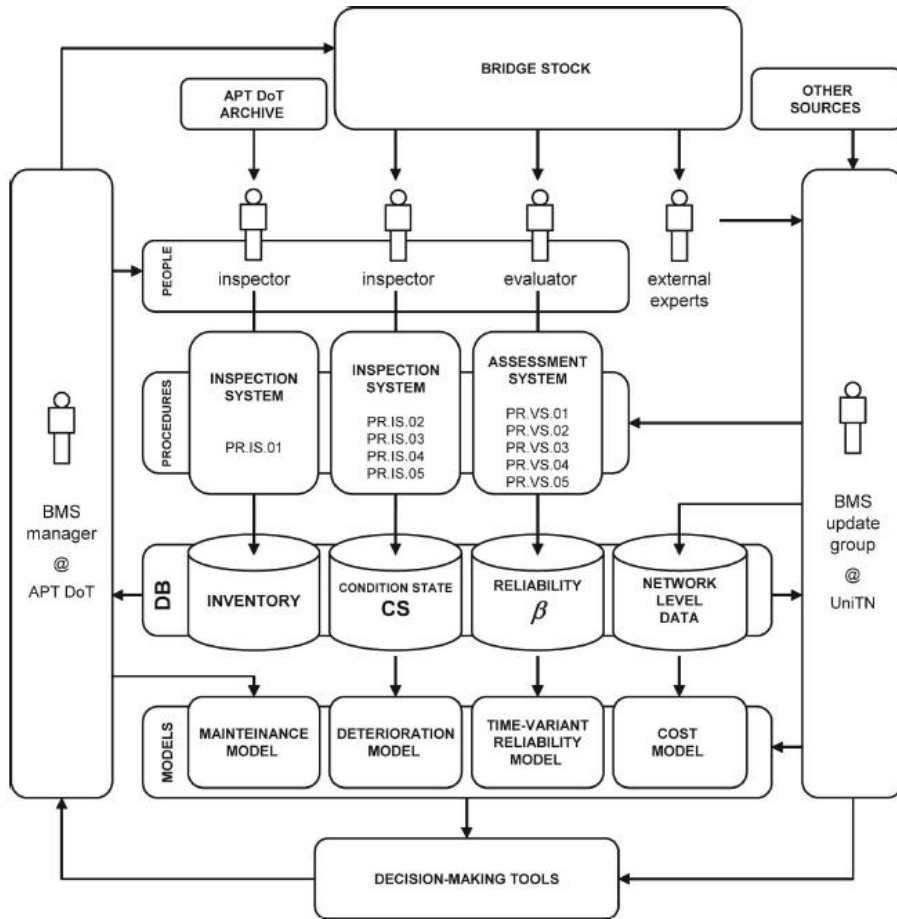 BRIDGE STOCK
APT DoT
ARCHIVE
OTHER
SOURCES
PEOPLE
inspector
inspector
evaluator
external
experts
PROCEDURES
INSPECTION
SYSTEM
PR.IS.01
INSPECTION
SYSTEM
PR.IS.02
PR.IS.03
PR.IS.04
PR.IS.05
ASSESSMENT
SYSTEM
PR.VS.01
PR.VS.02
PR.VS.03
PR.VS.04
PR.VS.05
BMS
manager
@
APT DoT
BMS
update
group
@
UniTN
DB
INVENTORY
CONDITION STATE
CS
RELIABILITY
β
NETWORK
LEVEL
DATA
MODELS
MAINTEINANCE
MODEL
DETERIORATION
MODEL
TIME-VARIANT
RELIABILITY
MODEL
COST
MODEL
DECISION-MAKING TOOLS